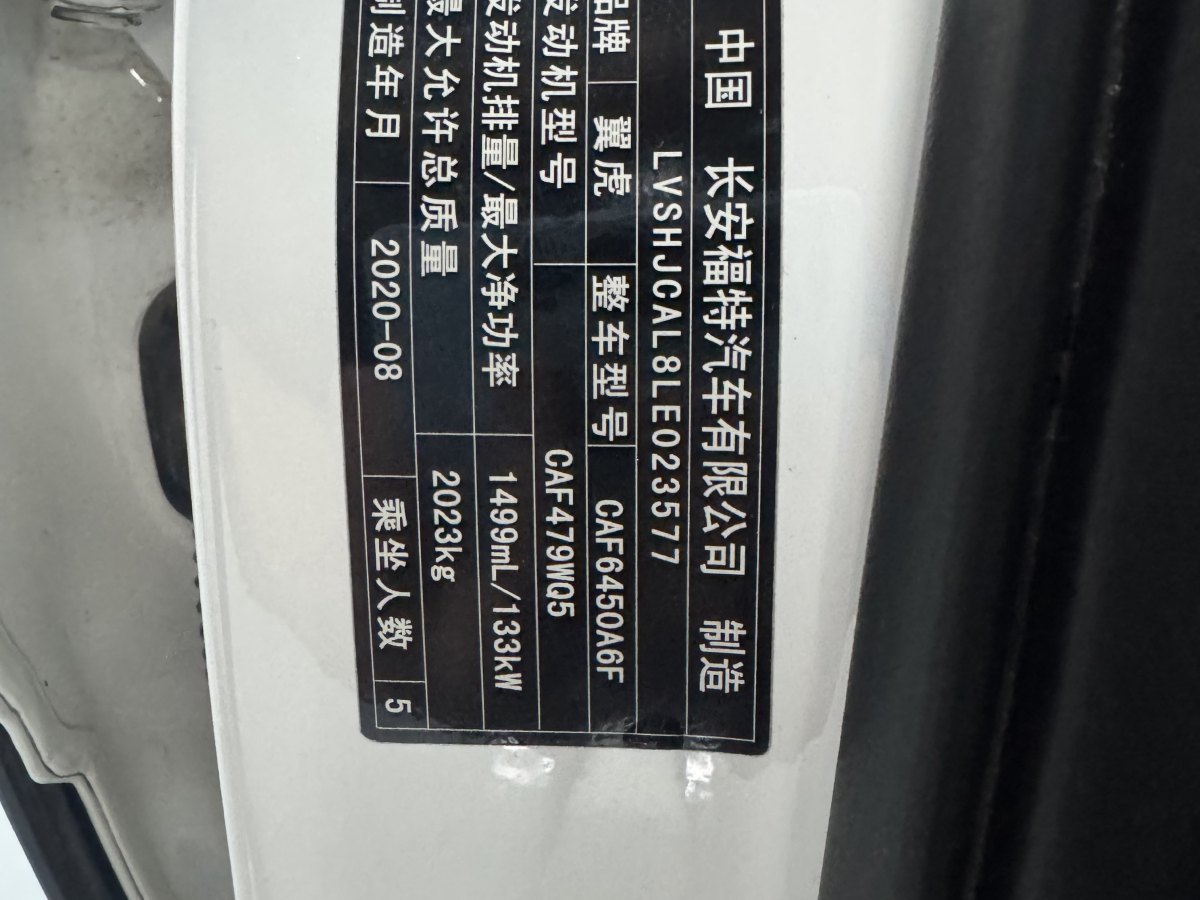 中国 长安福特汽车有限公司 制造
LVSHJCAL8LE023577
品牌 翼虎 整车型号 CAF6450A6F
发动机型号 CAF479WQ5
发动机排量/最大净功率 1499mL/133kW
最大允许总质量 2023kg
制造年月 2020-08 乘坐人数 5